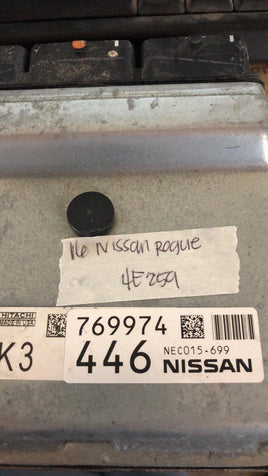 16 Nissan Rogue
4E259
HITACHI
MADE IN USA
K3
769974
446
NEC015-699
NISSAN